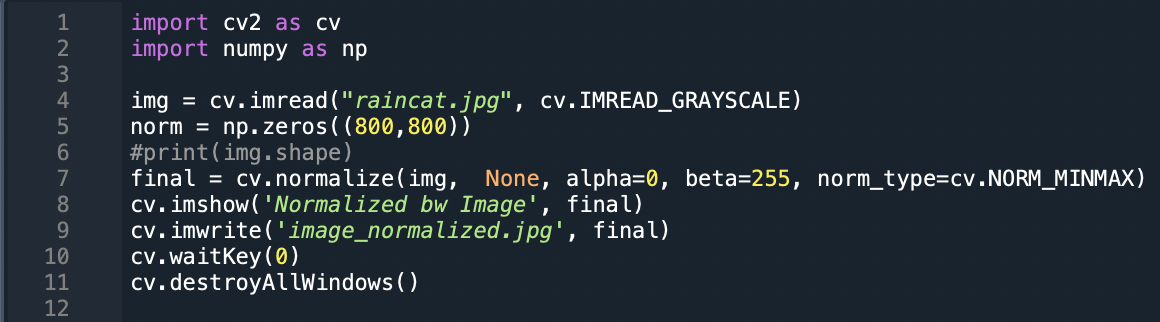 1 import cv2 as cv
2 import numpy as np
3
4 img = cv.imread("raincat.jpg", cv.IMREAD_GRAYSCALE)
5 norm = np.zeros((800,800))
6 #print(img.shape)
7 final = cv.normalize(img,  None, alpha=0, beta=255, norm_type=cv.NORM_MINMAX)
8 cv.imshow('Normalized bw Image', final)
9 cv.imwrite('image_normalized.jpg', final)
10 cv.waitKey(0)
11 cv.destroyAllWindows()
12